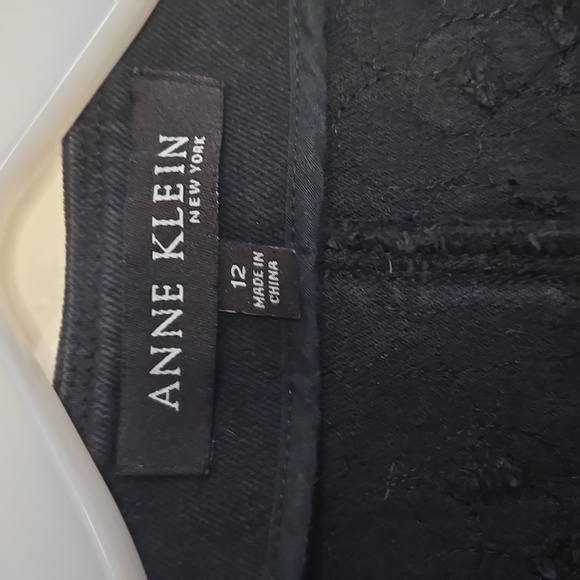 ANNE KLEIN
NEW YORK
12
MADE IN
CHINA